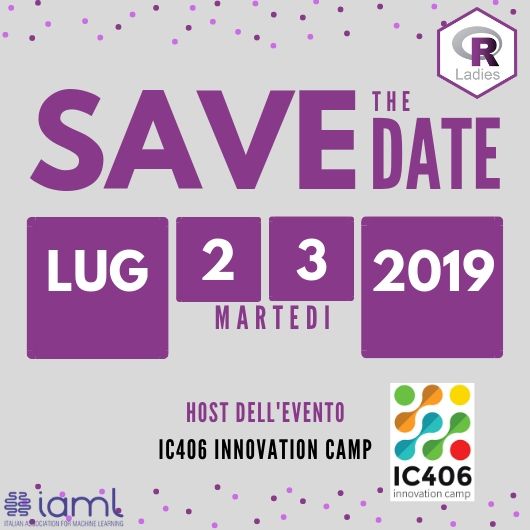 R
Ladies
SAVE
THE
DATE
LUG
2
3
2019
MARTEDI
HOST DELL'EVENTO
IC406 INNOVATION CAMP
IC406
innovation camp
iaml
ITALIAN ASSOCIATION FOR MACHINE LEARNING